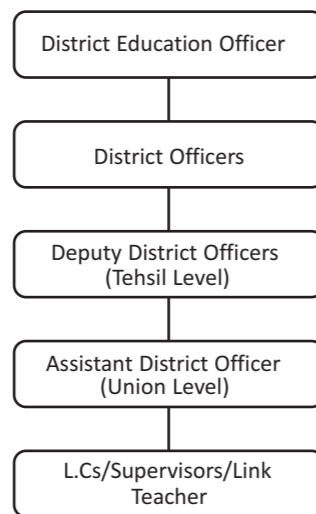 District Education Officer
District Officers
Deputy District Officers
(Tehsil Level)
Assistant District Officer
(Union Level)
L.Cs/Supervisors/Link
Teacher